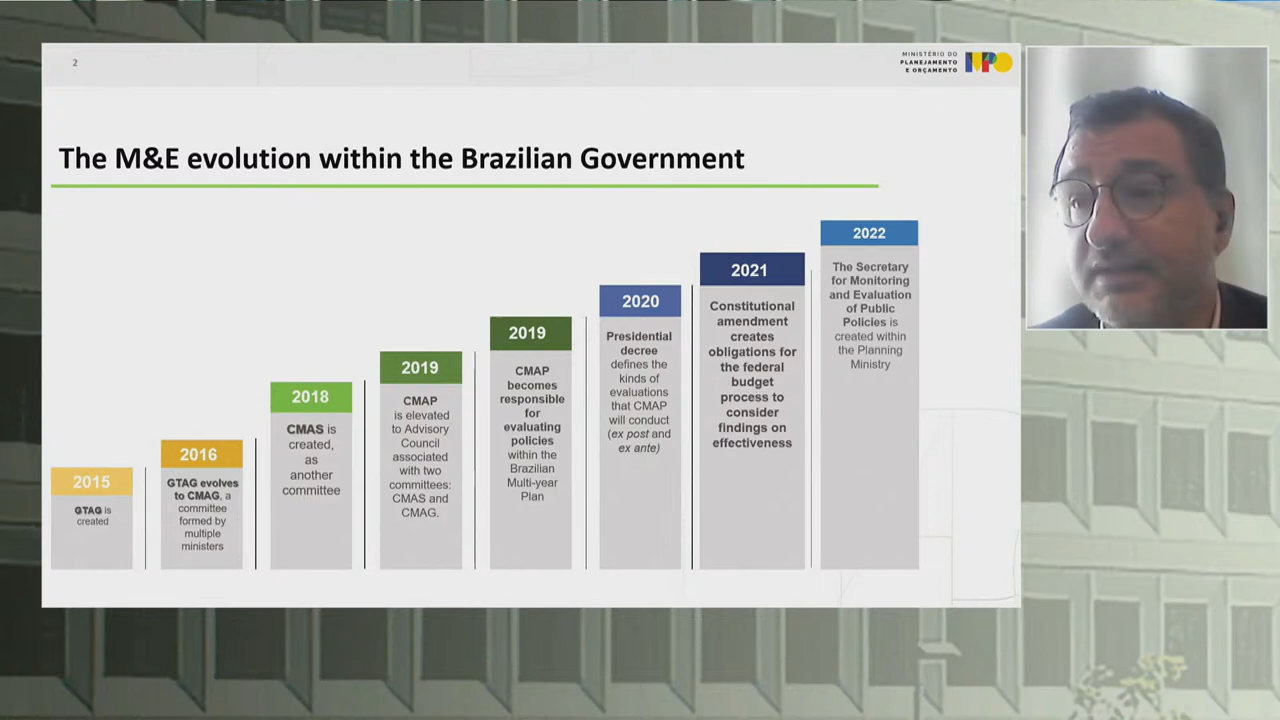 2
MINISTÉRIO DO
PLANEJAMENTO
E ORÇAMENTO
MPO
The M&E evolution within the Brazilian Government
2015
GTAG is
created
2016
GTAG evolves
to CMAG, a
committee
formed by
multiple
ministers
2018
CMAS is
created,
as
another
committee
2019
CMAP
is elevated
to Advisory
Council
associated
with two
committees:
CMAS and
CMAG.
2019
CMAP
becomes
responsible
for
evaluating
policies
within the
Brazilian
Multi-year
Plan
2020
Presidential
decree
defines the
kinds of
evaluations
that CMAP
will conduct
(ex post and
ex ante)
2021
Constitutional
amendment
creates
obligations for
the federal
budget
process to
consider
findings on
effectiveness
2022
The Secretary
for Monitoring
and Evaluation
of Public
Policies is
created within
the Planning
Ministry